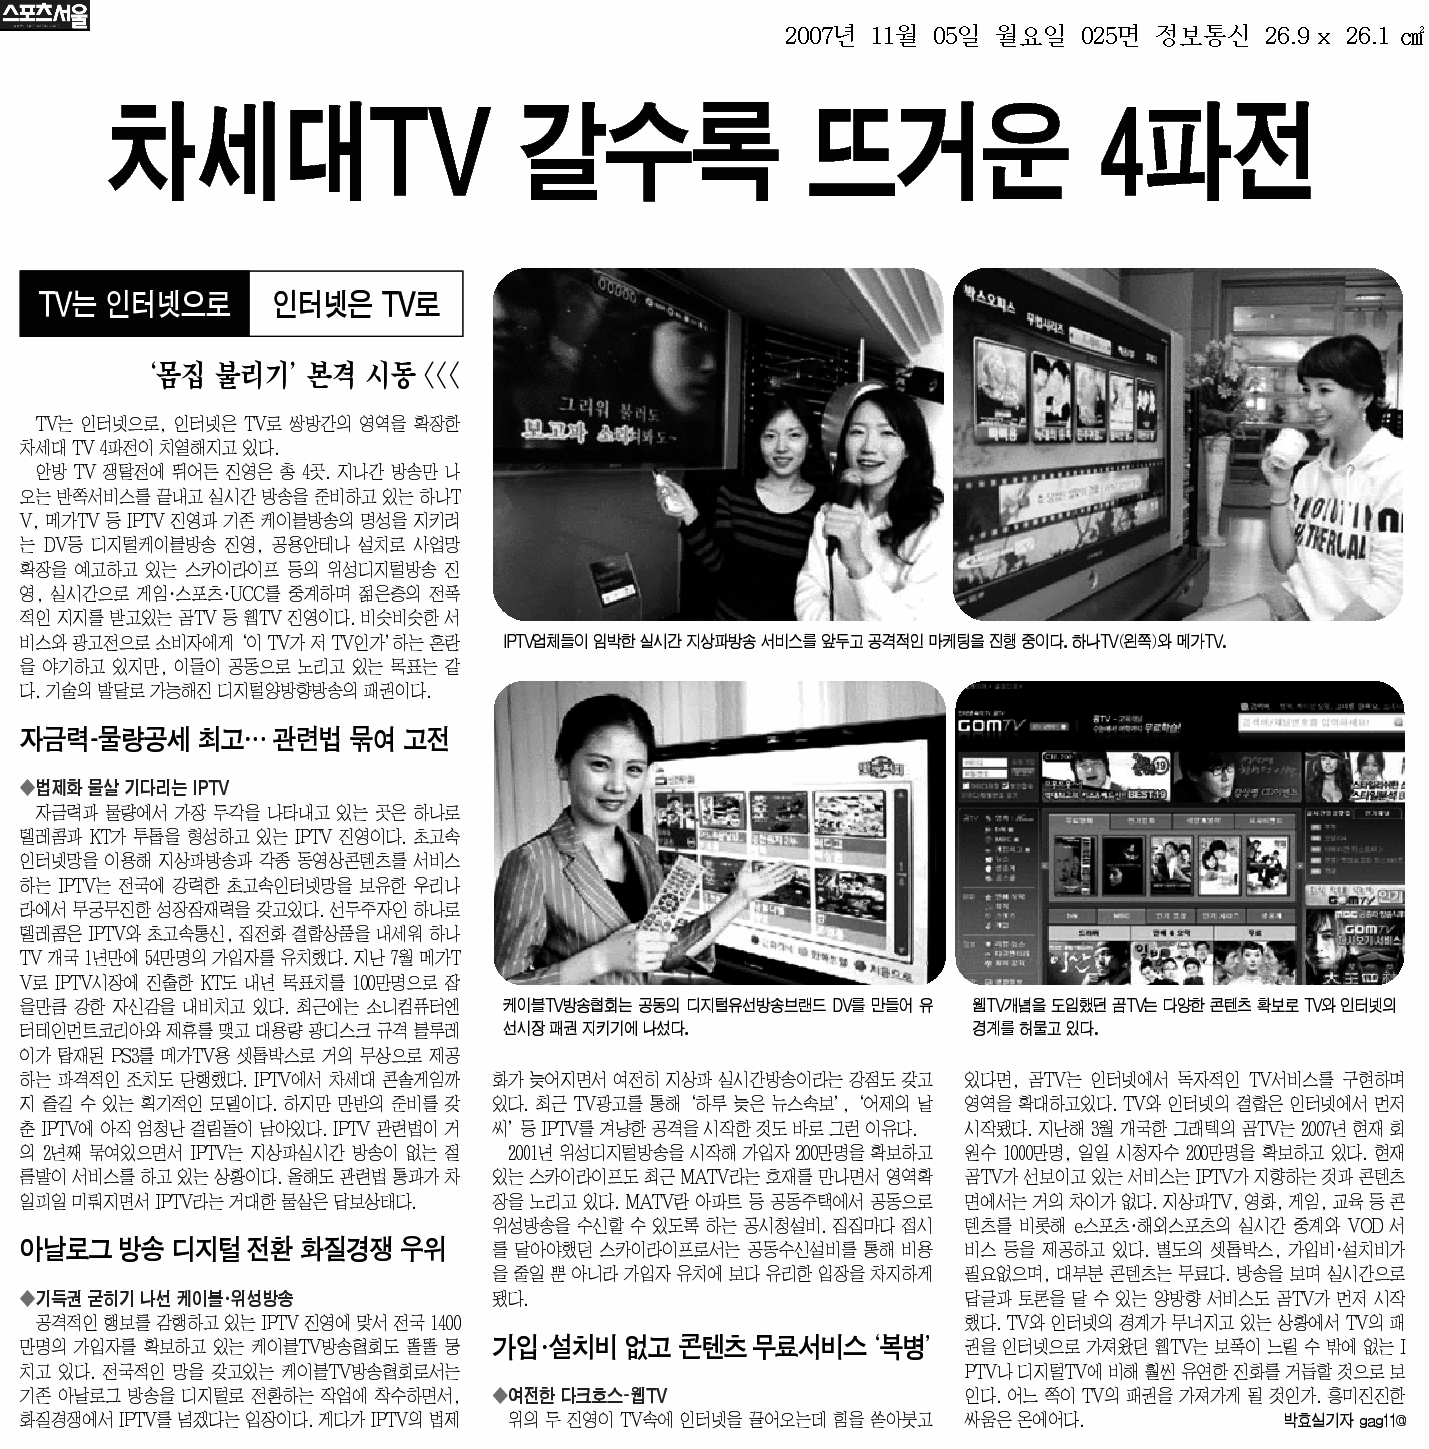 스포츠서울
2007년 11월 05일 월요일 025면 정보통신 26.9 x 26.1 ㎠
차세대TV 갈수록 뜨거운 4파전
TV는 인터넷으로 인터넷은 TV로
‘몸집 불리기’ 본격 시동 〈〈〈
TV는 인터넷으로, 인터넷은 TV로 쌍방간의 영역을 확장한
차세대 TV 4파전이 치열해지고 있다.
안방 TV 쟁탈전에 뛰어든 진영은 총 4곳. 지나간 방송만 나
오는 반쪽서비스를 끝내고 실시간 방송을 준비하고 있는 하나T
V, 메가TV 등 IPTV 진영과 기존 케이블방송의 명성을 지키려
는 DV등 디지털케이블방송 진영, 공용안테나 설치로 사업망
확장을 예고하고 있는 스카이라이프 등의 위성디지털방송 진
영, 실시간으로 게임·스포츠·UCC를 중계하며 젊은층의 전폭
적인 지지를 받고있는 곰TV 등 웹TV 진영이다. 비슷비슷한 서
비스와 광고전으로 소비자에게 ‘이 TV가 저 TV인가’ 하는 혼란
을 야기하고 있지만, 이들이 공동으로 노리고 있는 목표는 같
다. 기술의 발달로 가능해진 디지털양방향방송의 패권이다.
자금력-물량공세 최고… 관련법 묶여 고전
◆법제화 물살 기다리는 IPTV
자금력과 물량에서 가장 두각을 나타내고 있는 곳은 하나로
텔레콤과 KT가 투톱을 형성하고 있는 IPTV 진영이다. 초고속
인터넷망을 이용해 지상파방송과 각종 동영상콘텐츠를 서비스
하는 IPTV는 전국에 강력한 초고속인터넷망을 보유한 우리나
라에서 무궁무진한 성장잠재력을 갖고있다. 선두주자인 하나로
텔레콤은 IPTV와 초고속통신, 집전화 결합상품을 내세워 하나
TV 개국 1년만에 54만명의 가입자를 유치했다. 지난 7월 메가T
V로 IPTV시장에 진출한 KT도 내년 목표치를 100만명으로 잡
을만큼 강한 자신감을 내비치고 있다. 최근에는 소니컴퓨터엔
터테인먼트코리아와 제휴를 맺고 대용량 광디스크 규격 블루레
이가 탑재된 PS3를 메가TV용 셋톱박스로 거의 무상으로 제공
하는 파격적인 조치도 단행했다. IPTV에서 차세대 콘솔게임까
지 즐길 수 있는 획기적인 모델이다. 하지만 만반의 준비를 갖
춘 IPTV에 아직 엄청난 걸림돌이 남아있다. IPTV 관련법이 거
의 2년째 묶여있으면서 IPTV는 지상파실시간 방송이 없는 절
름발이 서비스를 하고 있는 상황이다. 올해도 관련법 통과가 차
일피일 미뤄지면서 IPTV라는 거대한 물살은 답보상태다.
아날로그 방송 디지털 전환 화질경쟁 우위
◆기득권 굳히기 나선 케이블·위성방송
공격적인 행보를 감행하고 있는 IPTV 진영에 맞서 전국 1400
만명의 가입자를 확보하고 있는 케이블TV방송협회도 똘똘 뭉
치고 있다. 전국적인 망을 갖고있는 케이블TV방송협회로서는
기존 아날로그 방송을 디지털로 전환하는 작업에 착수하면서,
화질경쟁에서 IPTV를 넘겠다는 입장이다. 게다가 IPTV의 법제
00000
그리워 불러도
보고파 소리쳐봐도~
박스오피스
무협시리즈
IPTV업체들이 임박한 실시간 지상파방송 서비스를 앞두고 공격적인 마케팅을 진행 중이다. 하나TV(왼쪽)와 메가TV.
GOMTV
BEST19
MBC
케이블TV방송협회는 공동의 디지털유선방송브랜드 DV를 만들어 유
선시장 패권 지키기에 나섰다.
웹TV개념을 도입했던 곰TV는 다양한 콘텐츠 확보로 TV와 인터넷의
경계를 허물고 있다.
화가 늦어지면서 여전히 지상파 실시간방송이라는 강점도 갖고
있다. 최근 TV광고를 통해 ‘하루 늦은 뉴스속보’, ‘어제의 날
씨’ 등 IPTV를 겨냥한 공격을 시작한 것도 바로 그런 이유다.
2001년 위성디지털방송을 시작해 가입자 200만명을 확보하고
있는 스카이라이프도 최근 MATV라는 호재를 만나면서 영역확
장을 노리고 있다. MATV란 아파트 등 공동주택에서 공동으로
위성방송을 수신할 수 있도록 하는 공시청설비. 집집마다 접시
를 달아야했던 스카이라이프로서는 공동수신설비를 통해 비용
을 줄일 뿐 아니라 가입자 유치에 보다 유리한 입장을 차지하게
됐다.
가입·설치비 없고 콘텐츠 무료서비스 ‘복병’
◆여전한 다크호스-웹TV
위의 두 진영이 TV속에 인터넷을 끌어오는데 힘을 쏟아붓고
있다면, 곰TV는 인터넷에서 독자적인 TV서비스를 구현하며
영역을 확대하고있다. TV와 인터넷의 결합은 인터넷에서 먼저
시작됐다. 지난해 3월 개국한 그래텍의 곰TV는 2007년 현재 회
원수 1000만명, 일일 시청자수 200만명을 확보하고 있다. 현재
곰TV가 선보이고 있는 서비스는 IPTV가 지향하는 것과 콘텐츠
면에서는 거의 차이가 없다. 지상파TV, 영화, 게임, 교육 등 콘
텐츠를 비롯해 e스포츠·해외스포츠의 실시간 중계와 VOD 서
비스 등을 제공하고 있다. 별도의 셋톱박스, 가입비·설치비가
필요없으며, 대부분 콘텐츠는 무료다. 방송을 보며 실시간으로
답글과 토론을 달 수 있는 양방향 서비스도 곰TV가 먼저 시작
했다. TV와 인터넷의 경계가 무너지고 있는 상황에서 TV의 패
권을 인터넷으로 가져왔던 웹TV는 보폭이 느릴 수 밖에 없는 I
PTV나 디지털TV에 비해 훨씬 유연한 진화를 거듭할 것으로 보
인다. 어느 쪽이 TV의 패권을 가져가게 될 것인가. 흥미진진한
싸움은 온에어다.
박효실기자 gag11@